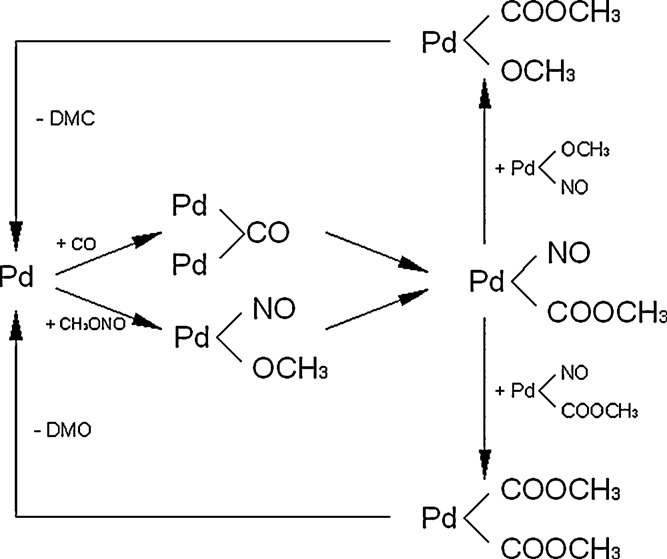 COOCH₃
Pd
OCH₃
- DMC
+ Pd
OCH₃
NO
Pd
+ CO
CO
Pd
Pd
+ CH₃ONO
NO
Pd
OCH₃
NO
Pd
COOCH₃
- DMO
+ Pd
NO
COOCH₃
COOCH₃
Pd
COOCH₃